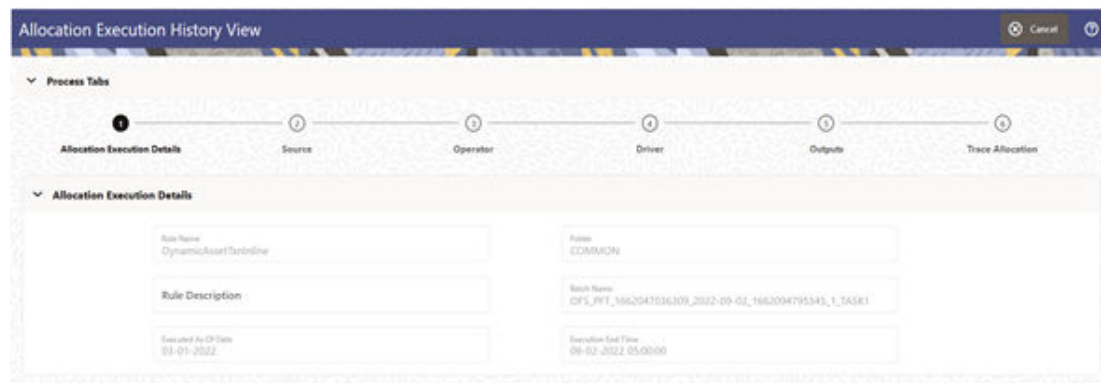 Allocation Execution History View
Cancel
Process Tabs
1 2 3 4 5 6
Allocation Execution Details Source Operator Driver Outputs Trace Allocation
Allocation Execution Details
Rule Name
DynamicAssetTxnInline
Folder
COMMON
Rule Description
Batch Name
OFS_PFT_1662047036309_2022-09-02_1662094795345_1_TASK1
Executed As Of Date
03-01-2022
Execution End Time
09-02-2022 05:00:00